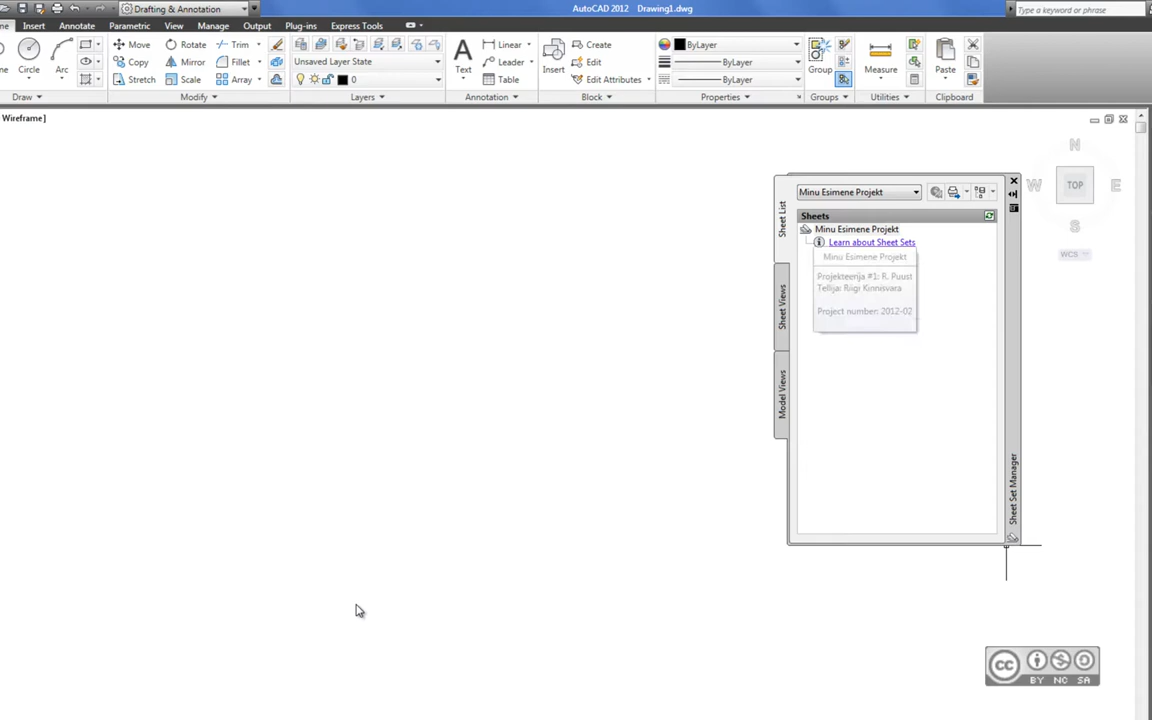 Drafting & Annotation
AutoCAD 2012 Drawing1.dwg
Type a keyword or phrase
Insert Annotate Parametric View Manage Output Plug-ins Express Tools
Move Rotate Trim
Copy Mirror Fillet
Stretch Scale Array
Circle Arc
Unsaved Layer State
0
Text
Linear
Leader
Table
Insert
Create
Edit
Edit Attributes
ByLayer
ByLayer
ByLayer
Group
Measure
Paste
Draw Modify Layers Annotation Block Properties Groups Utilities Clipboard
Wireframe]
N
W TOP E
S
WCS
Minu Esimene Projekt
Sheets
Minu Esimene Projekt
Learn about Sheet Sets
Minu Esimene Projekt
Projekteerija #1: R. Puust
Tellija: Riigi Kinnisvara
Project number: 2012-02
Sheet List
Sheet Views
Model Views
Sheet Set Manager
cc
BY NC SA